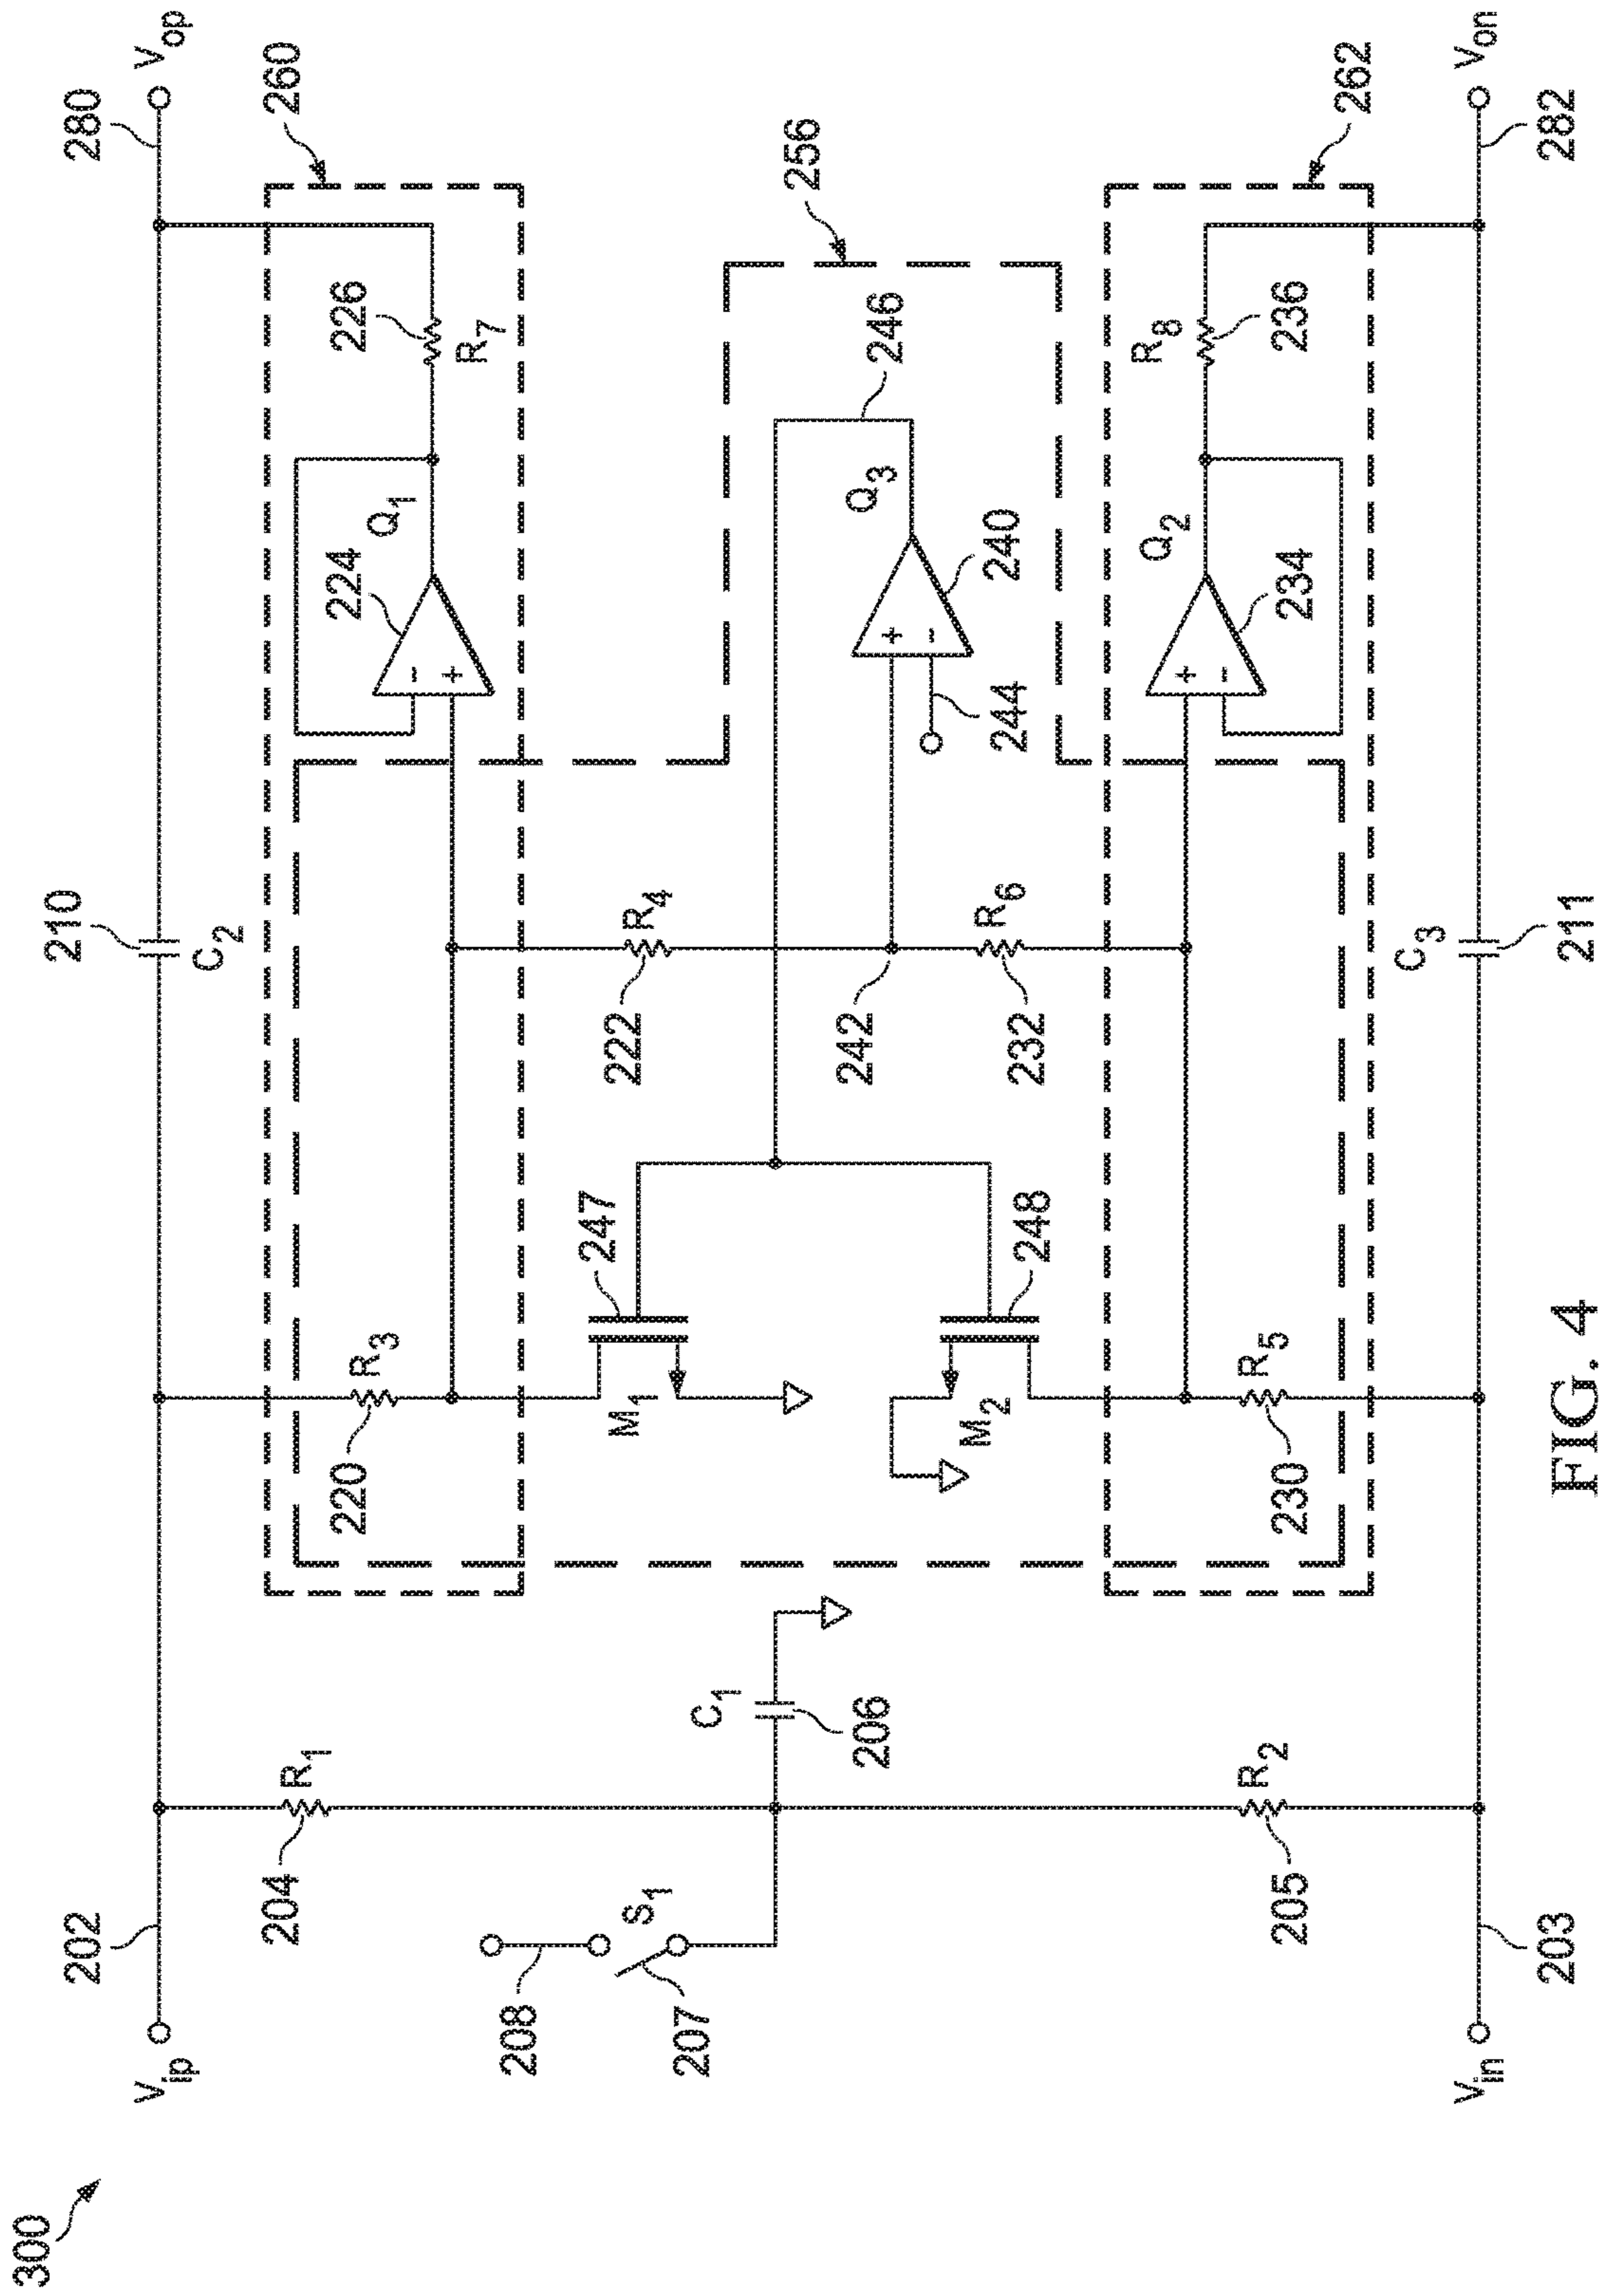 300
202
210
280
V_ip
V_op
C_2
260
204
R_1
220
R_3
224
Q_1
226
R_7
208
S_1
207
C_1
206
M_1
247
222
R_4
256
242
244
Q_3
240
246
M_2
248
232
R_6
205
R_2
230
R_5
Q_2
234
R_8
236
262
C_3
V_in
V_on
203
211
282
- + + - + -
FIG. 4